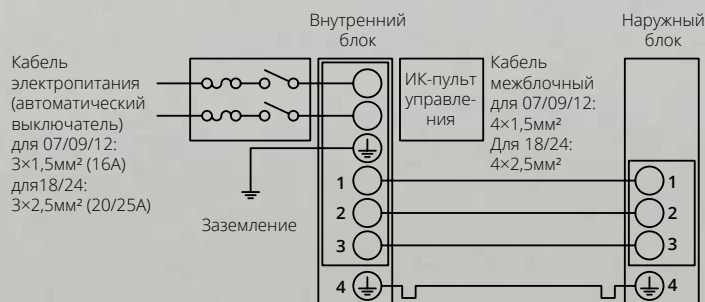 Внутренний
блок
Наружный
блок
Кабель
электропитания
(автоматический
выключатель)
для 07/09/12:
3×1,5мм² (16А)
для18/24:
3×2,5мм² (20/25А)
ИК-пульт
управле-
ния
Кабель
межблочный
для 07/09/12:
4×1,5мм²
Для 18/24:
4×2,5мм²
Заземление
1
2
3
4
1
2
3
4